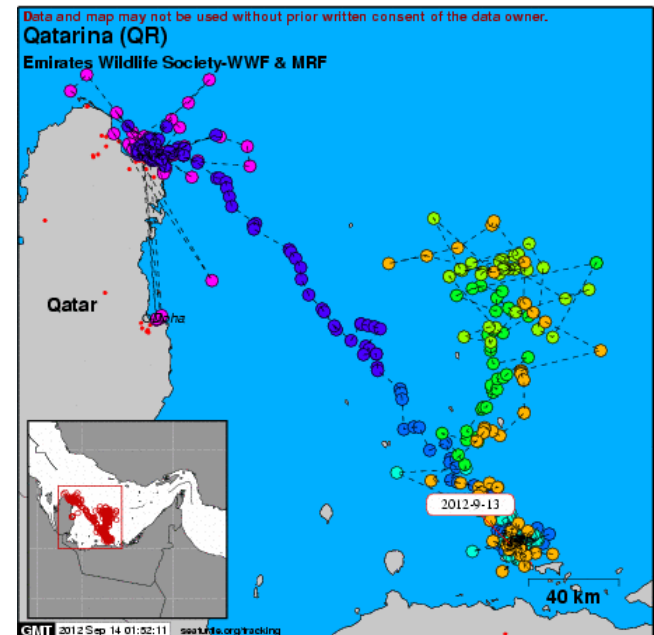 Data and map may not be used without prior written consent of the data owner.
Qatarina (QR)
Emirates Wildlife Society-WWF & MRF
Qatar
2012-9-13
40 km
GMT 2012 Sep 14 01:52:11 seaturtle.org/tracking